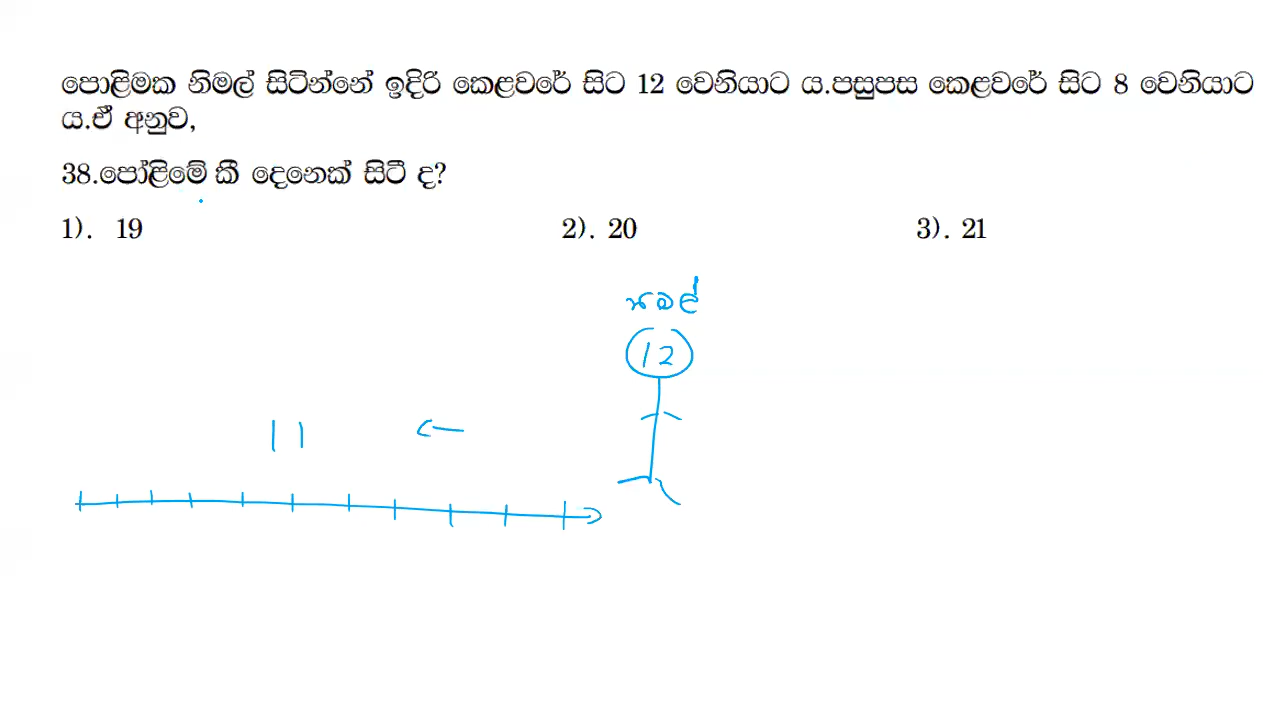 පොළිමක නිමල් සිටින්නේ ඉදිරි කෙළවරේ සිට 12 වෙනියාට ය.පසුපස කෙළවරේ සිට 8 වෙනියාට
ය.ඒ අනුව,
38.පෝළිමේ කී දෙනෙක් සිටී ද?
1). 19 2). 20 3). 21
නිමල්
12
11